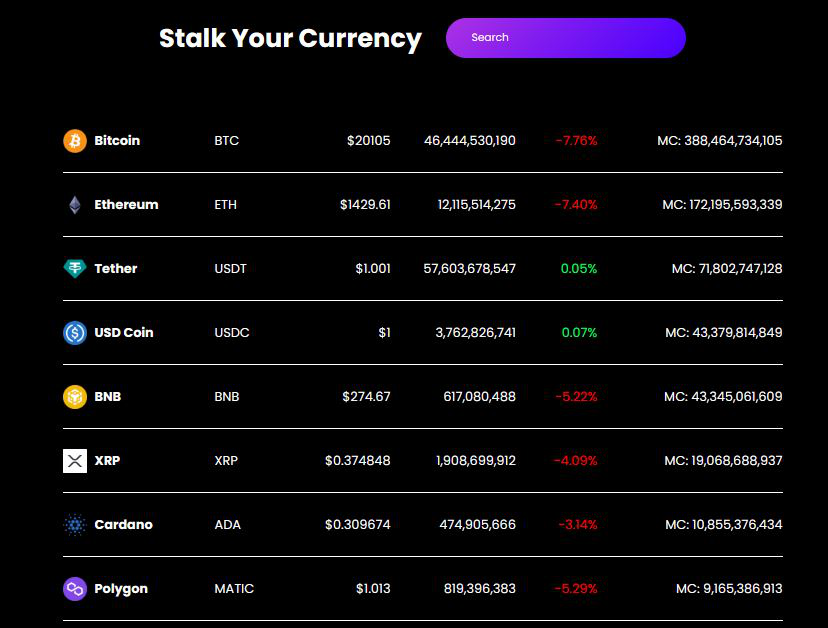 Stalk Your Currency Search
Bitcoin BTC $20105 46,444,530,190 -7.76% MC: 388,464,734,105
Ethereum ETH $1429.61 12,115,514,275 -7.40% MC: 172,195,593,339
Tether USDT $1.001 57,603,678,547 0.05% MC: 71,802,747,128
USD Coin USDC $1 3,762,826,741 0.07% MC: 43,379,814,849
BNB BNB $274.67 617,080,488 -5.22% MC: 43,345,061,609
XRP XRP $0.374848 1,908,699,912 -4.09% MC: 19,068,688,937
Cardano ADA $0.309674 474,905,666 -3.14% MC: 10,855,376,434
Polygon MATIC $1.013 819,396,383 -5.29% MC: 9,165,386,913